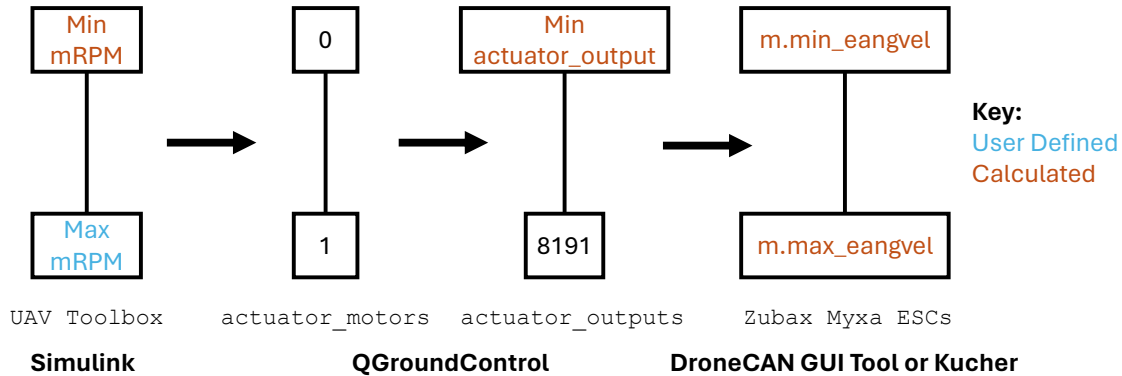 Min
mRPM
0
Min
actuator_output
m.min_eangvel
Key:
User Defined
Calculated
Max
mRPM
1
8191
m.max_eangvel
UAV Toolbox
actuator_motors
actuator_outputs
Zubax Myxa ESCs
Simulink
QGroundControl
DroneCAN GUI Tool or Kucher